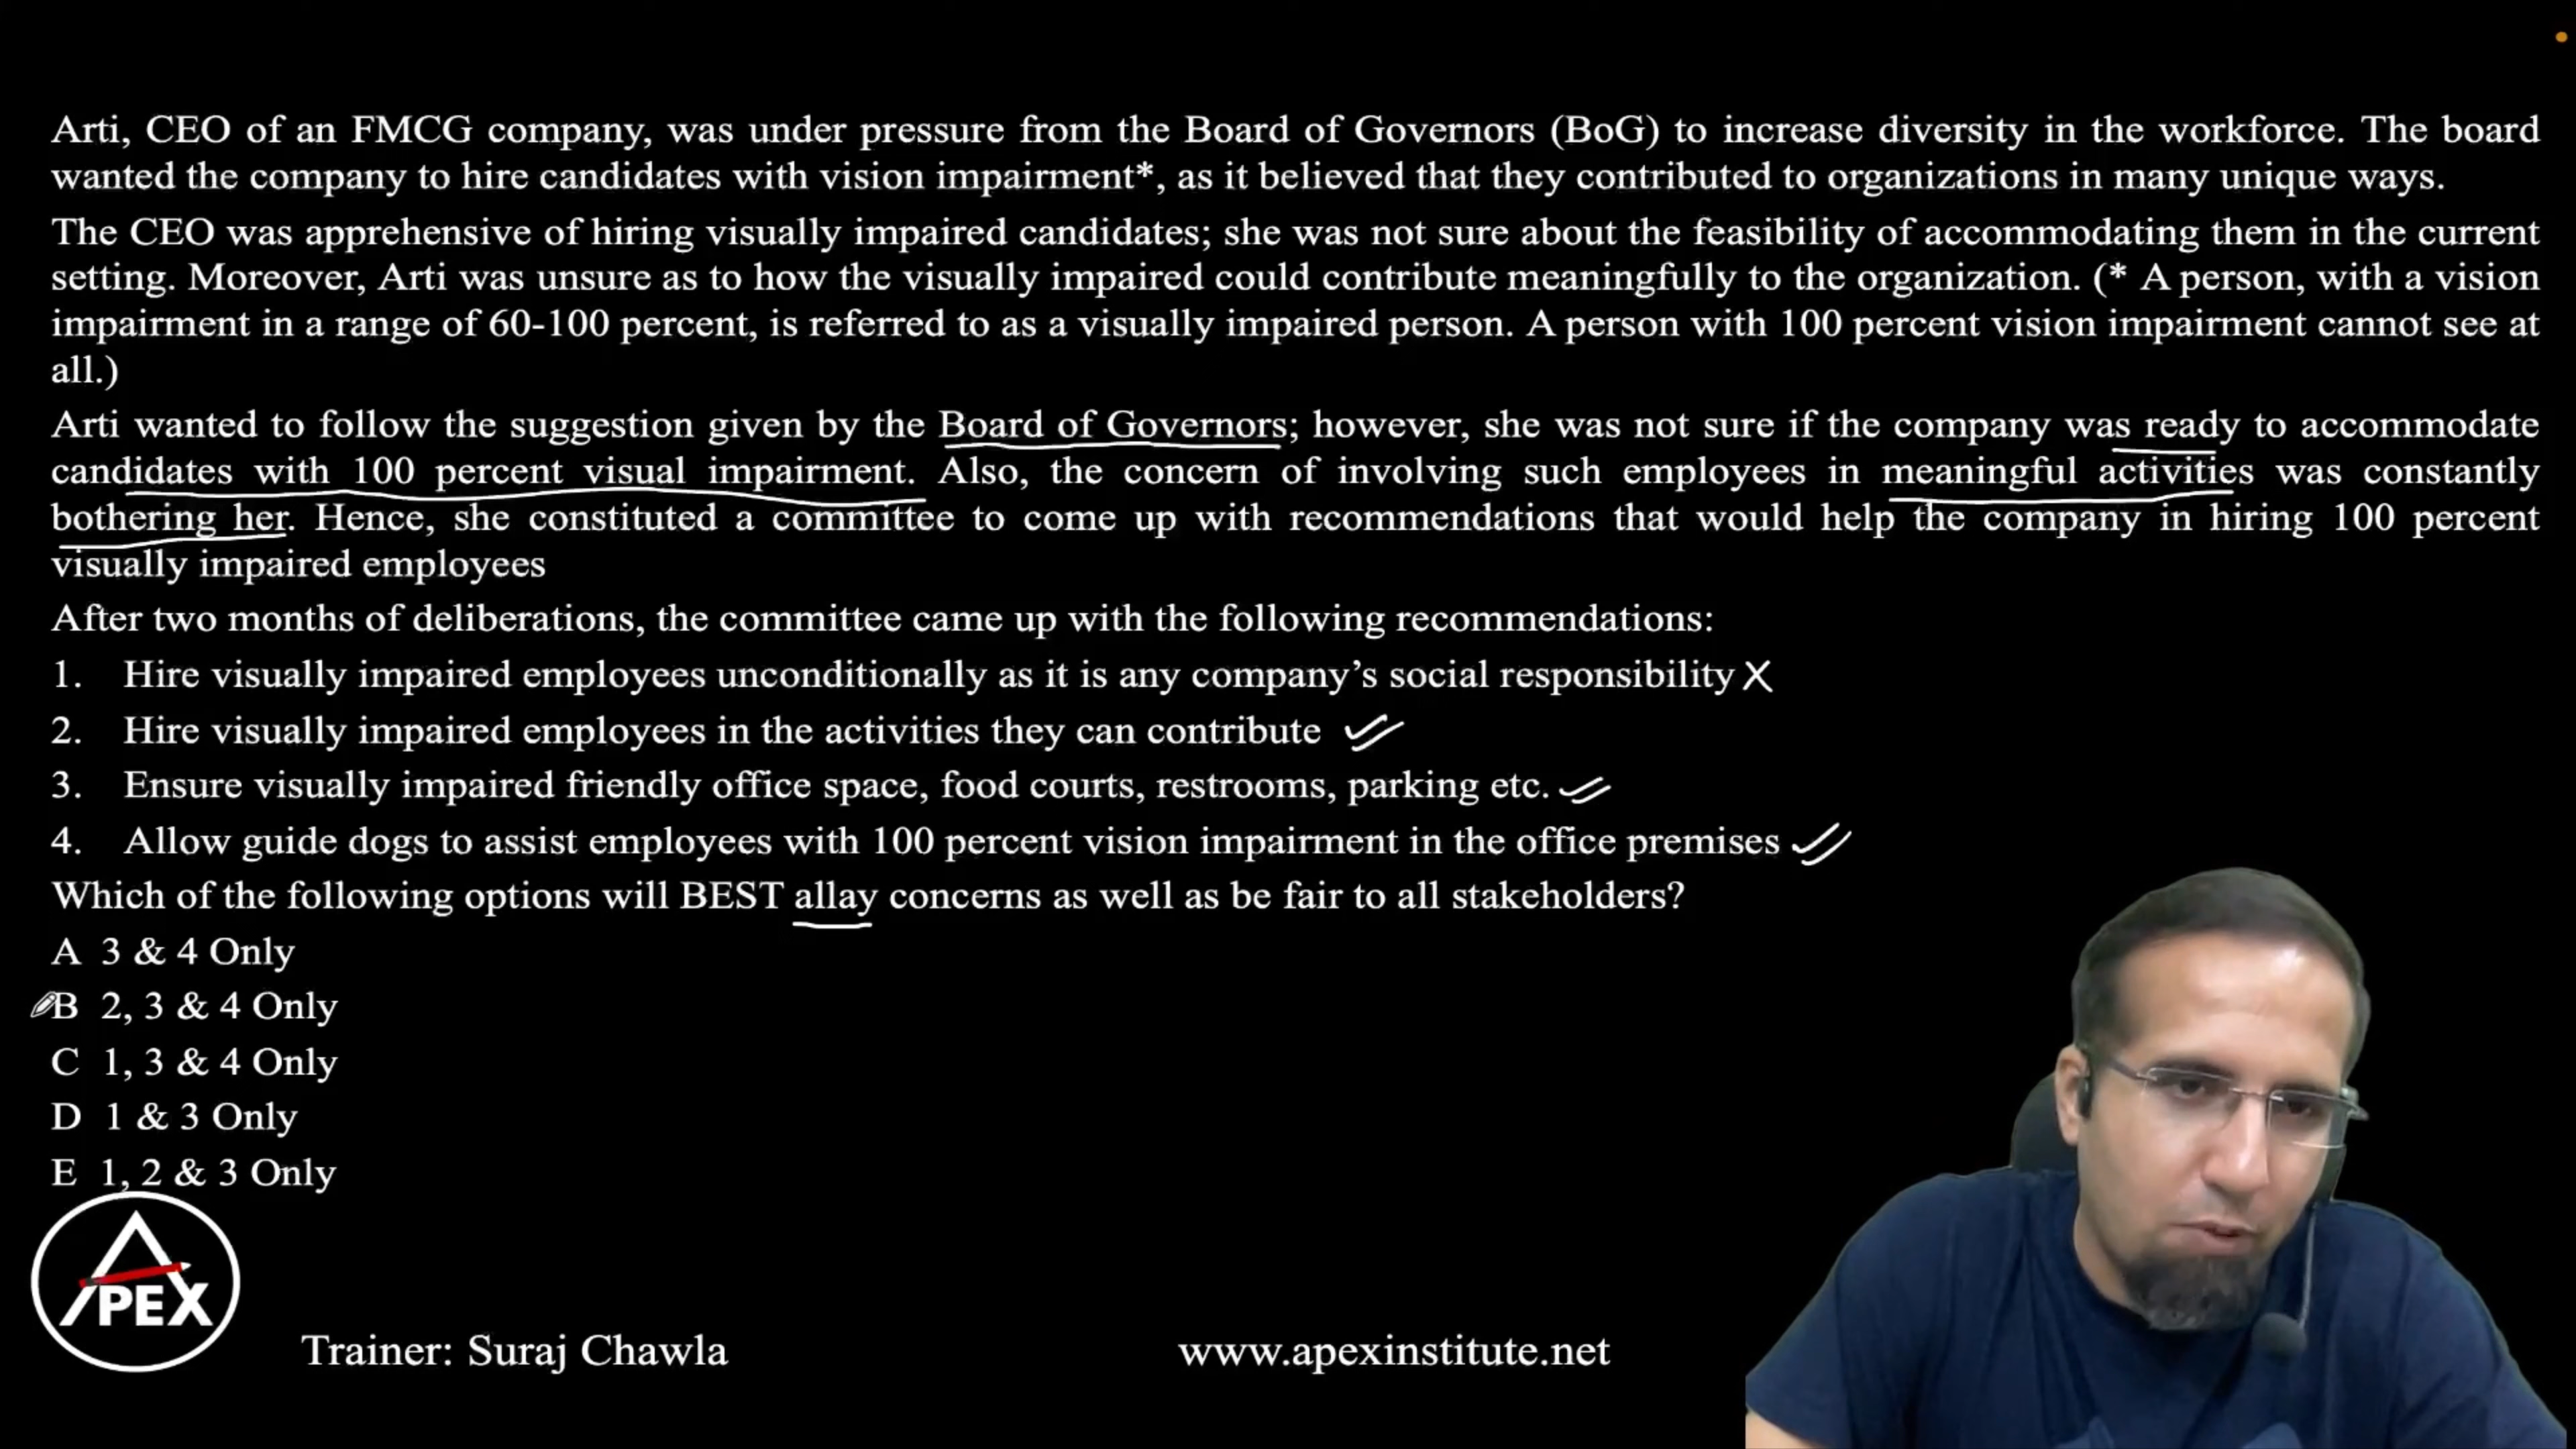 Arti, CEO of an FMCG company, was under pressure from the Board of Governors (BoG) to increase diversity in the workforce. The board
wanted the company to hire candidates with vision impairment*, as it believed that they contributed to organizations in many unique ways.
The CEO was apprehensive of hiring visually impaired candidates; she was not sure about the feasibility of accommodating them in the current
setting. Moreover, Arti was unsure as to how the visually impaired could contribute meaningfully to the organization. (* A person, with a vision
impairment in a range of 60-100 percent, is referred to as a visually impaired person. A person with 100 percent vision impairment cannot see at
all.)
Arti wanted to follow the suggestion given by the Board of Governors; however, she was not sure if the company was ready to accommodate
candidates with 100 percent visual impairment. Also, the concern of involving such employees in meaningful activities was constantly
bothering her. Hence, she constituted a committee to come up with recommendations that would help the company in hiring 100 percent
visually impaired employees
After two months of deliberations, the committee came up with the following recommendations:
1. Hire visually impaired employees unconditionally as it is any company’s social responsibility
2. Hire visually impaired employees in the activities they can contribute
3. Ensure visually impaired friendly office space, food courts, restrooms, parking etc.
4. Allow guide dogs to assist employees with 100 percent vision impairment in the office premises
Which of the following options will BEST allay concerns as well as be fair to all stakeholders?
A 3 & 4 Only
B 2, 3 & 4 Only
C 1, 3 & 4 Only
D 1 & 3 Only
E 1, 2 & 3 Only
APEX
Trainer: Suraj Chawla
www.apexinstitute.net